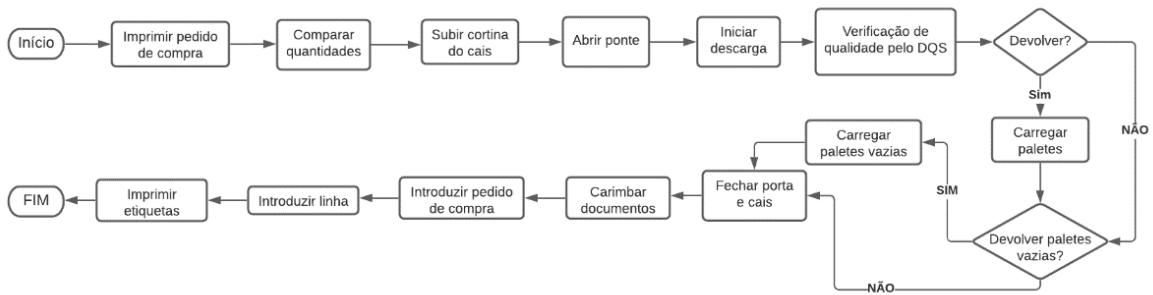 Início
Imprimir pedido
de compra
Comparar
quantidades
Subir cortina
do cais
Abrir ponte
Iniciar
descarga
Verificação de
qualidade pelo DQS
Devolver?
Sim
NÃO
Carregar
paletes
Devolver paletes
vazias?
SIM
NÃO
Carregar
paletes vazias
Fechar porta
e cais
Carimbar
documentos
Introduzir pedido
de compra
Introduzir linha
Imprimir
etiquetas
FIM